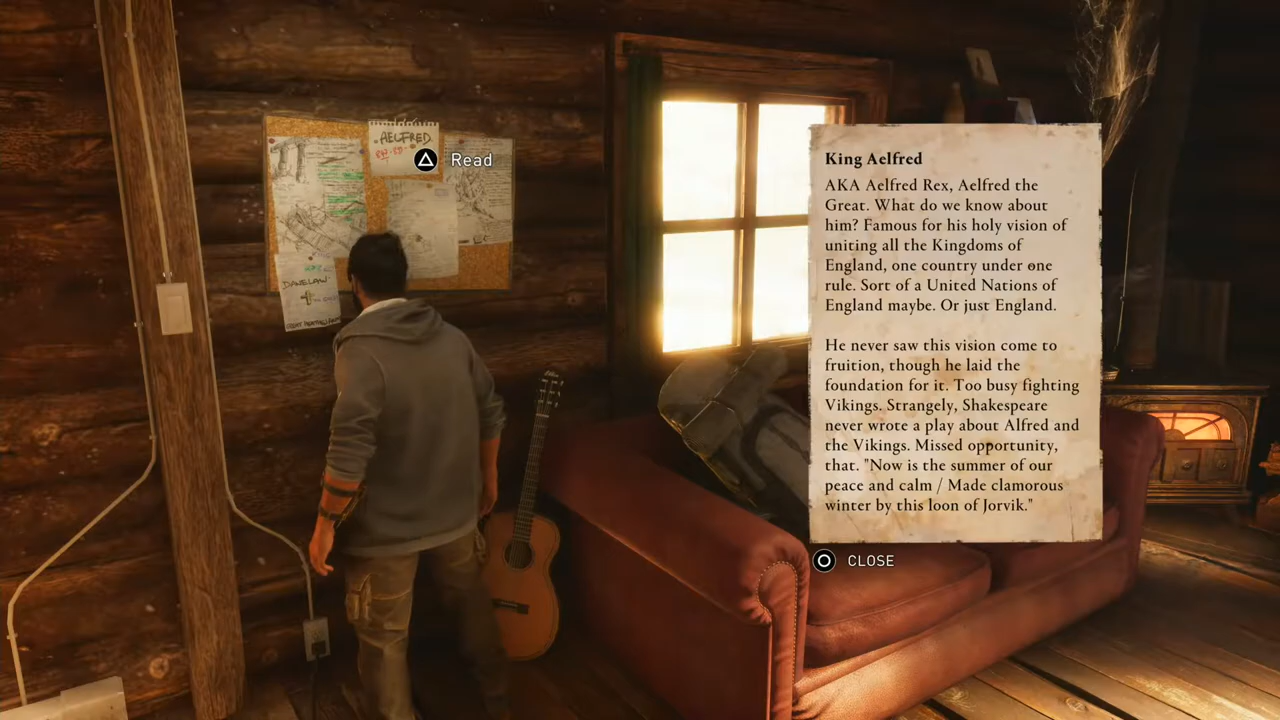 AELFRED
Read
DANELAW
King Aelfred
AKA Aelfred Rex, Aelfred the
Great. What do we know about
him? Famous for his holy vision of
uniting all the Kingdoms of
England, one country under one
rule. Sort of a United Nations of
England maybe. Or just England.
He never saw this vision come to
fruition, though he laid the
foundation for it. Too busy fighting
Vikings. Strangely, Shakespeare
never wrote a play about Alfred and
the Vikings. Missed opportunity,
that. "Now is the summer of our
peace and calm / Made clamorous
winter by this loon of Jorvik."
CLOSE